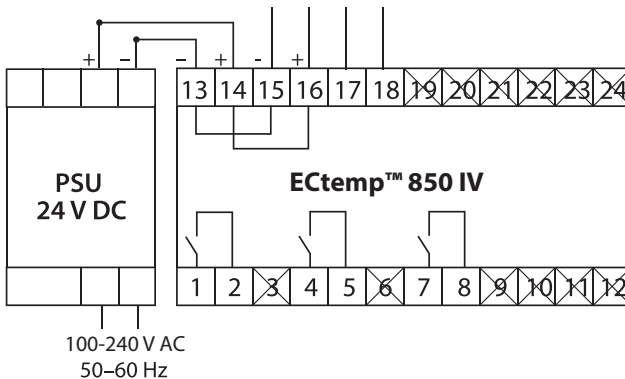 + – – + - +
13 14 15 16 17 18 19 20 21 22 23 24
PSU
24 V DC
ECtemp™ 850 IV
1 2 3 4 5 6 7 8 9 10 11 12
100-240 V AC
50–60 Hz